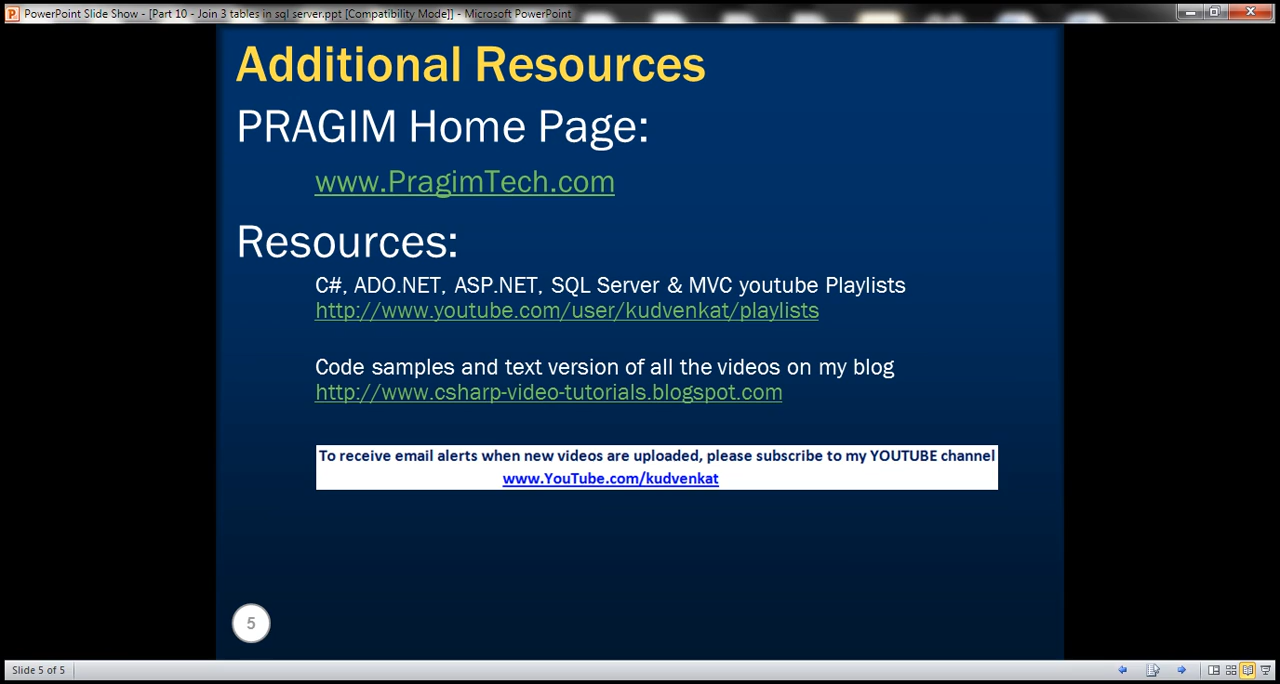 PowerPoint Slide Show - [Part 10 - Join 3 tables in sql server.ppt [Compatibility Mode]] - Microsoft PowerPoint
Additional Resources
PRAGIM Home Page:
www.PragimTech.com
Resources:
C#, ADO.NET, ASP.NET, SQL Server & MVC youtube Playlists
http://www.youtube.com/user/kudvenkat/playlists
Code samples and text version of all the videos on my blog
http://www.csharp-video-tutorials.blogspot.com
To receive email alerts when new videos are uploaded, please subscribe to my YOUTUBE channel
www.YouTube.com/kudvenkat
5
Slide 5 of 5